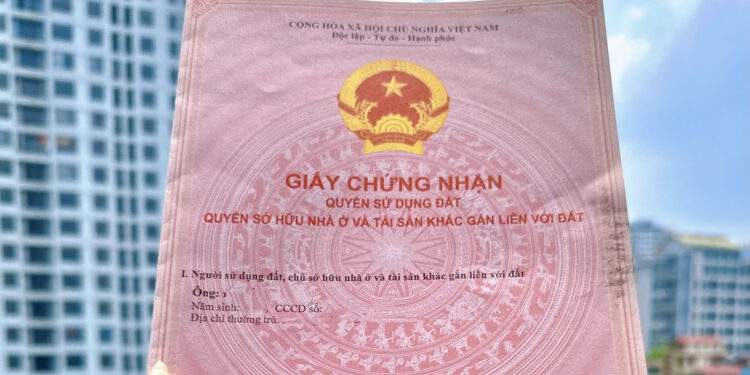 CỘNG HÒA XÃ HỘI CHỦ NGHĨA VIỆT NAM
Độc lập - Tự do - Hạnh phúc
GIẤY CHỨNG NHẬN
QUYỀN SỬ DỤNG ĐẤT
QUYỀN SỞ HỮU NHÀ Ở VÀ TÀI SẢN KHÁC GẮN LIỀN VỚI ĐẤT
I. Người sử dụng đất, chủ sở hữu nhà ở và tài sản khác gắn liền với đất
Ông:
Năm sinh: , CCCD số:
Địa chỉ thường trú: